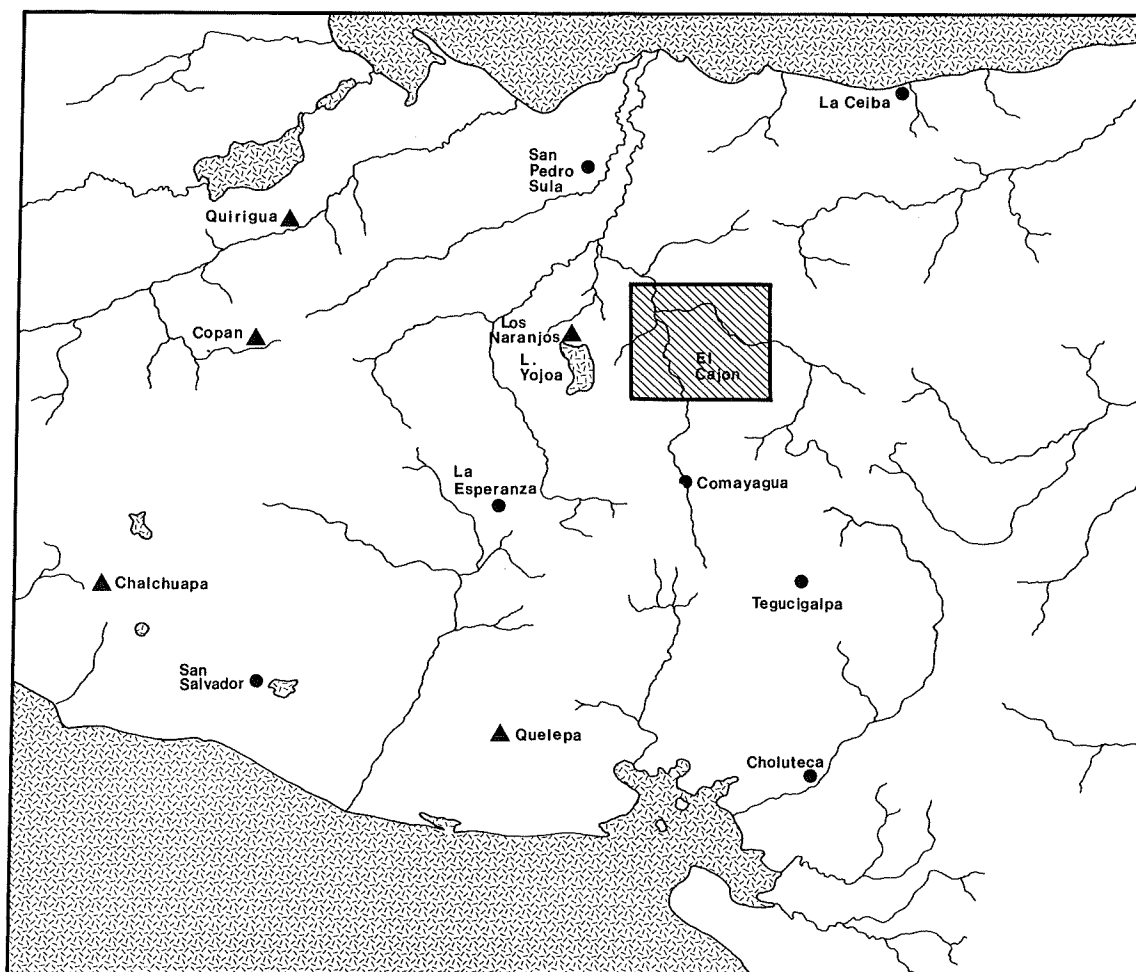 La Ceiba
San
Pedro
Sula
Quirigua
Copan
Los
Naranjos
L.
Yojoa
El
Cajon
La
Esperanza
Comayagua
Chalchuapa
Tegucigalpa
San
Salvador
Quelepa
Choluteca